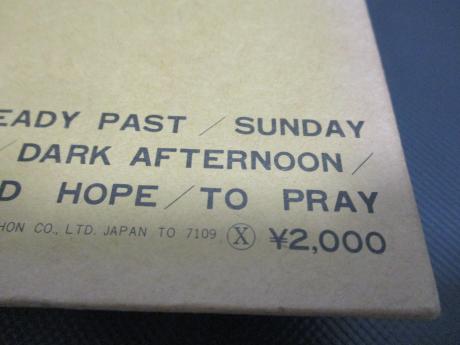 EADY PAST / SUNDAY
/ DARK AFTERNOON /
D HOPE / TO PRAY
HON CO., LTD. JAPAN TO 7109 Ⓧ ¥2,000